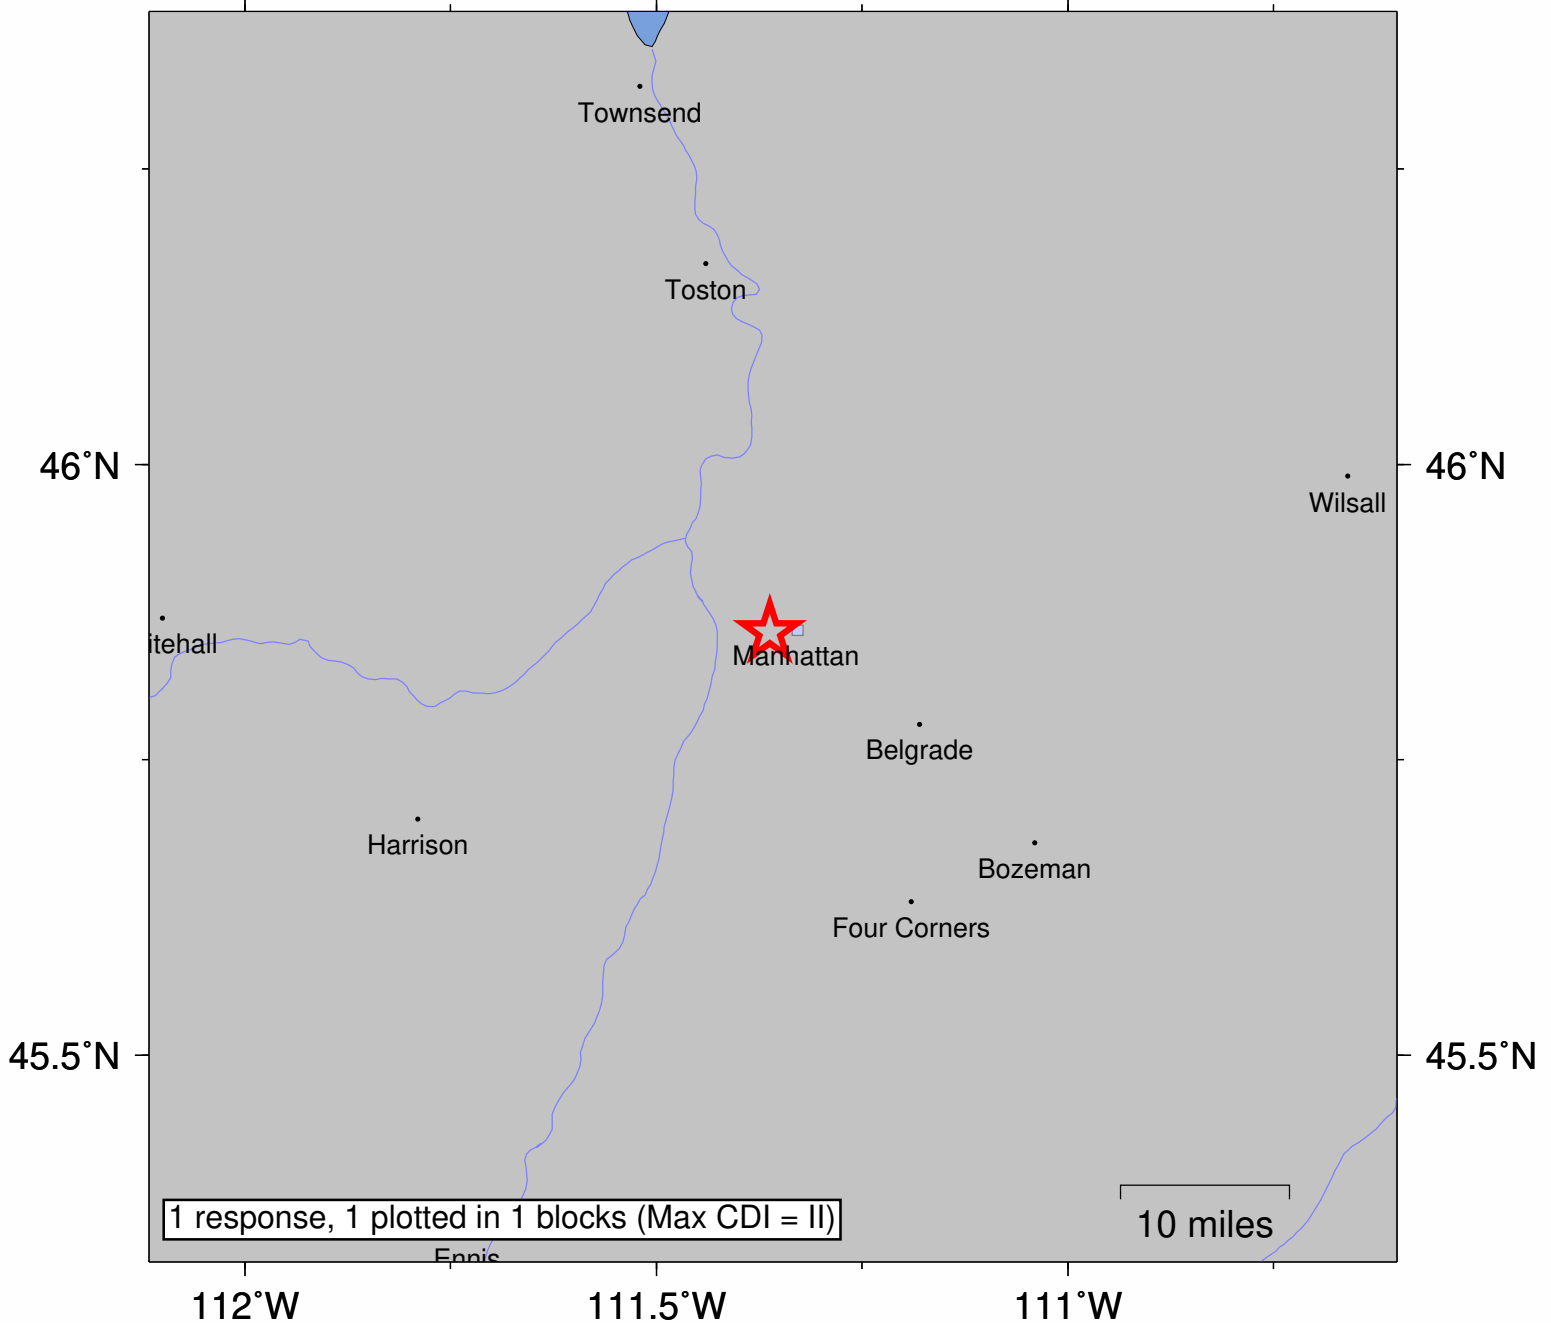 Townsend
Toston
46°N
46°N
Wilsall
itehall
Manhattan
Belgrade
Harrison
Bozeman
Four Corners
45.5°N
45.5°N
1 response, 1 plotted in 1 blocks (Max CDI = II)
10 miles
Ennis
112°W
111.5°W
111°W